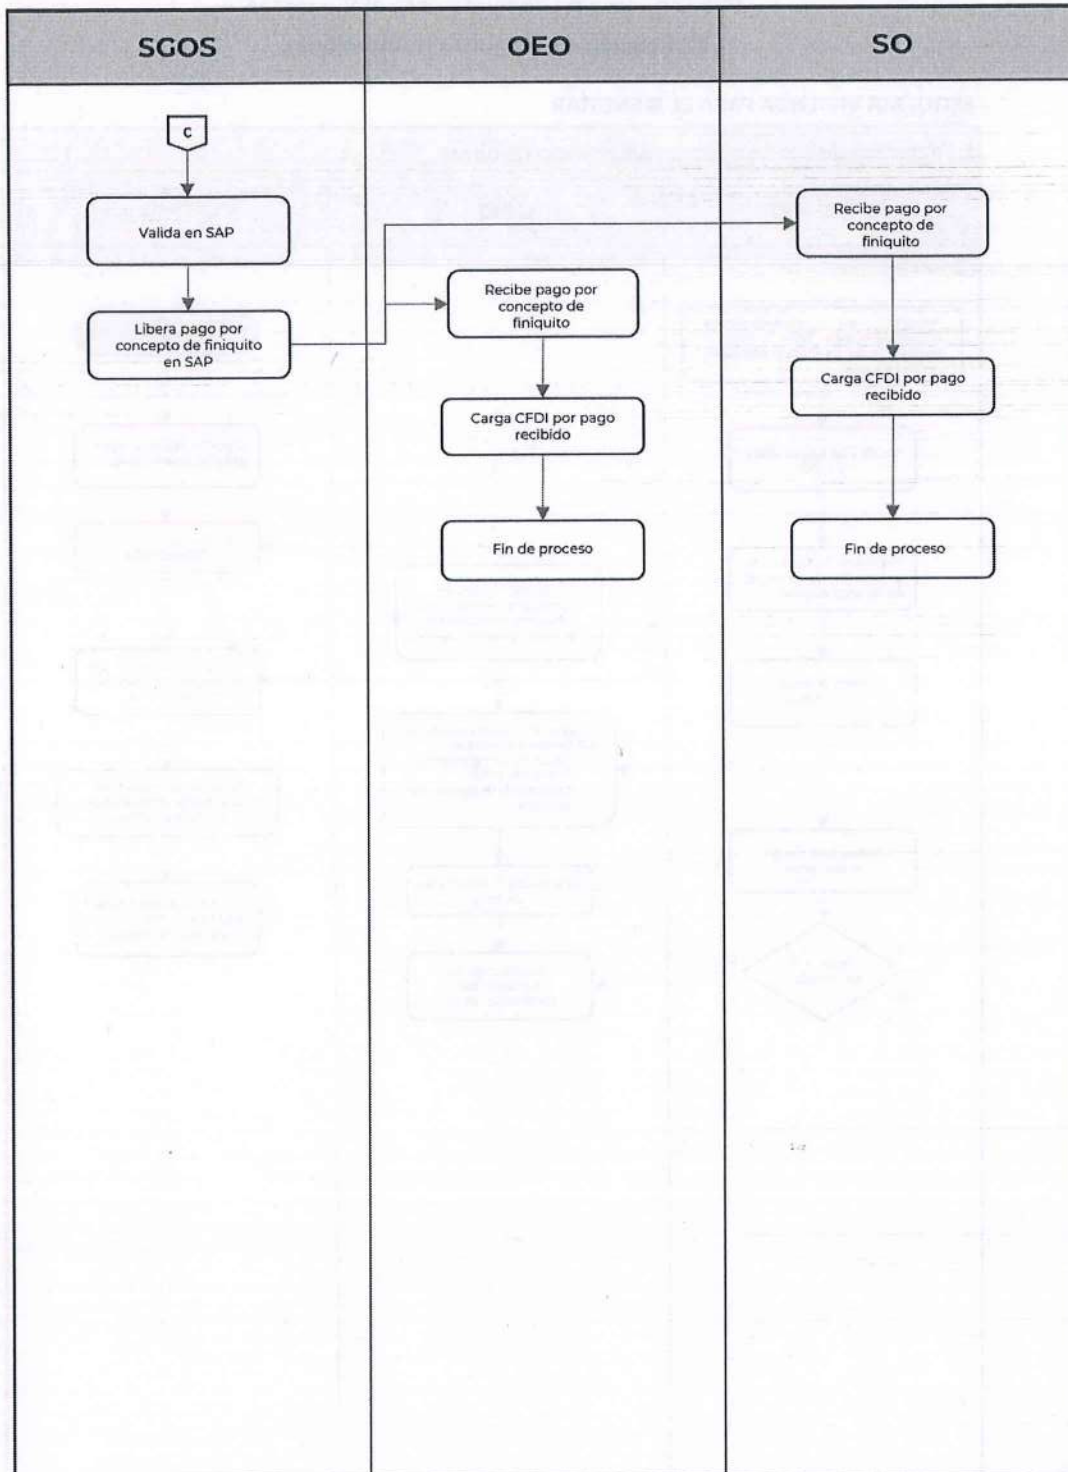 SGOS
OEO
SO
C
Valida en SAP
Libera pago por
concepto de finiquito
en SAP
Recibe pago por
concepto de
finiquito
Carga CFDI por pago
recibido
Fin de proceso
Recibe pago por
concepto de
finiquito
Carga CFDI por pago
recibido
Fin de proceso